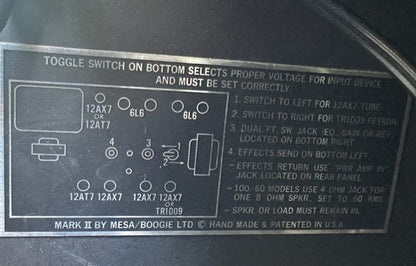 TOGGLE SWITCH ON BOTTOM SELECTS PROPER VOLTAGE FOR INPUT DEVICE
AND MUST BE SET CORRECTLY.
12AX7
OR
12AT7
6L6
6L6
4
3
1
2
12AT7
12AX7
12AX7
OR
TR1009
1. SWITCH TO LEFT FOR 12AX7 TUBE.
2. SWITCH TO RIGHT FOR TR1009 FETRON.
3. DUAL FT. SW. JACK (EQ., GAIN OR REV.)
LOCATED ON BOTTOM RIGHT.
4. EFFECTS SEND ON BOTTOM LEFT.
- EFFECTS RETURN USE "PWR AMP IN"
JACK LOCATED ON REAR PANEL.
- 100/60 MODELS USE 4 OHM JACK FOR
ONE 8 OHM SPKR. SET TO 60 RMS
- SPKR. OR LOAD MUST REMAIN IN.
MARK II BY MESA/BOOGIE LTD © HAND MADE & PATENTED IN U.S.A.